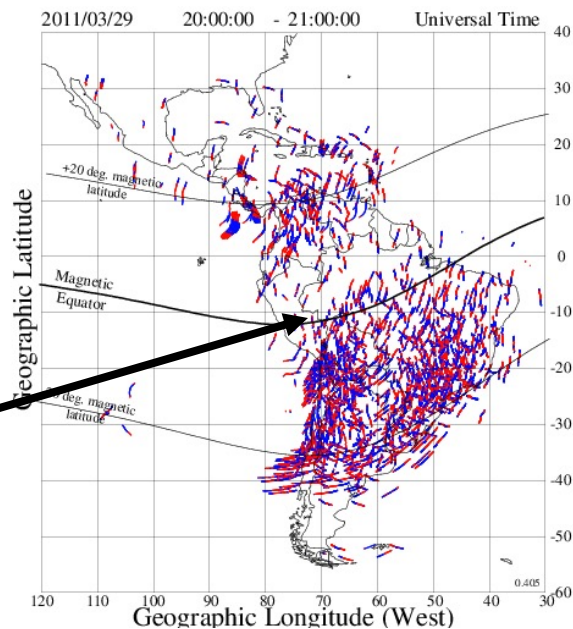 2011/03/29 20:00:00 - 21:00:00 Universal Time
40
30
20
10
0
-10
-20
-30
-40
-50
-60
Geographic Latitude
+20 deg. magnetic
latitude
Magnetic
Equator
deg. magnetic
latitude
0.405
120 110 100 90 80 70 60 50 40 30
Geographic Longitude (West)